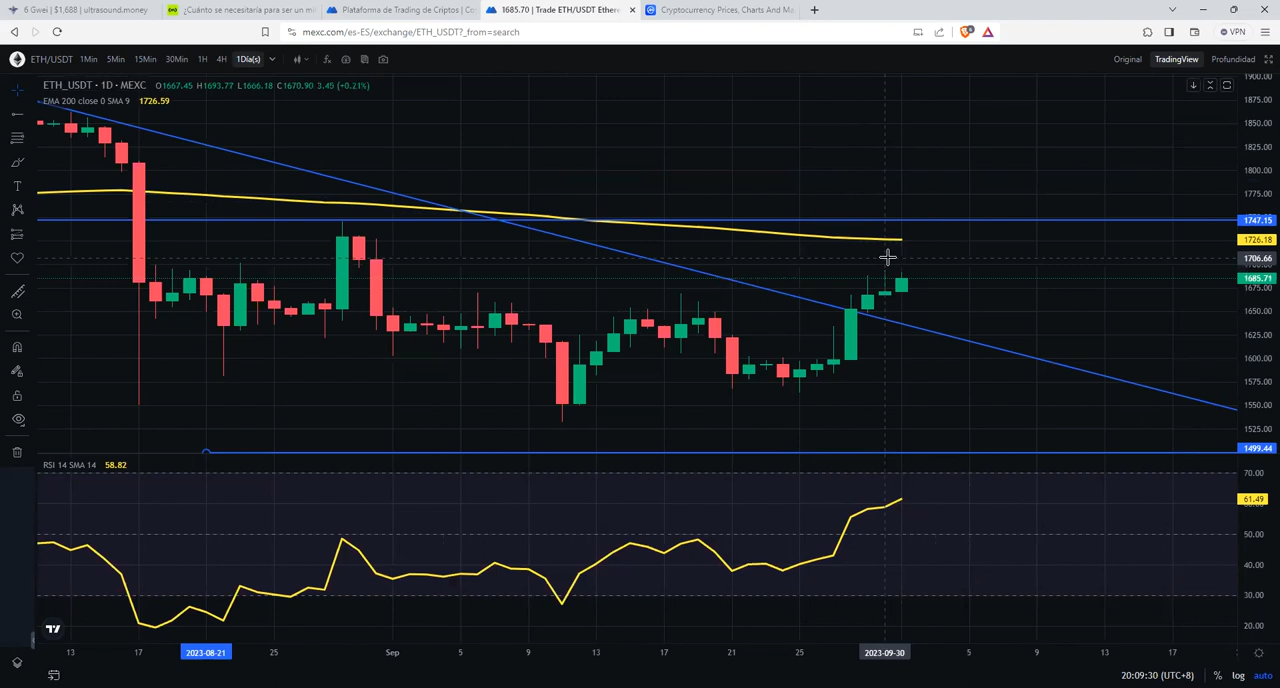 6 Gwei | $1,688 | ultrasound.money
¿Cuánto se necesitaría para ser un mi
Plataforma de Trading de Criptos | Co
1685.70 | Trade ETH/USDT Ethere
Cryptocurrency Prices, Charts And Ma
mexc.com/es-ES/exchange/ETH_USDT?_from=search
VPN
ETH/USDT 1Min 5Min 15Min 30Min 1H 4H 1Día(s)
Original TradingView Profundidad
ETH_USDT · 1D · MEXC O1667.45 H1693.77 L1666.18 C1670.90 3.45 (+0.21%)
EMA 200 close 0 SMA 9 1726.59
1900.00
1875.00
1850.00
1825.00
1800.00
1775.00
1747.15
1726.18
1706.66
1685.71
1675.00
1650.00
1625.00
1600.00
1575.00
1550.00
1525.00
1499.44
RSI 14 SMA 14 58.82
70.00
61.49
50.00
40.00
30.00
20.00
13 17 2023-08-21 25 Sep 5 9 13 17 21 25 2023-09-30 5 9 13 17
20:09:30 (UTC+8) % log auto